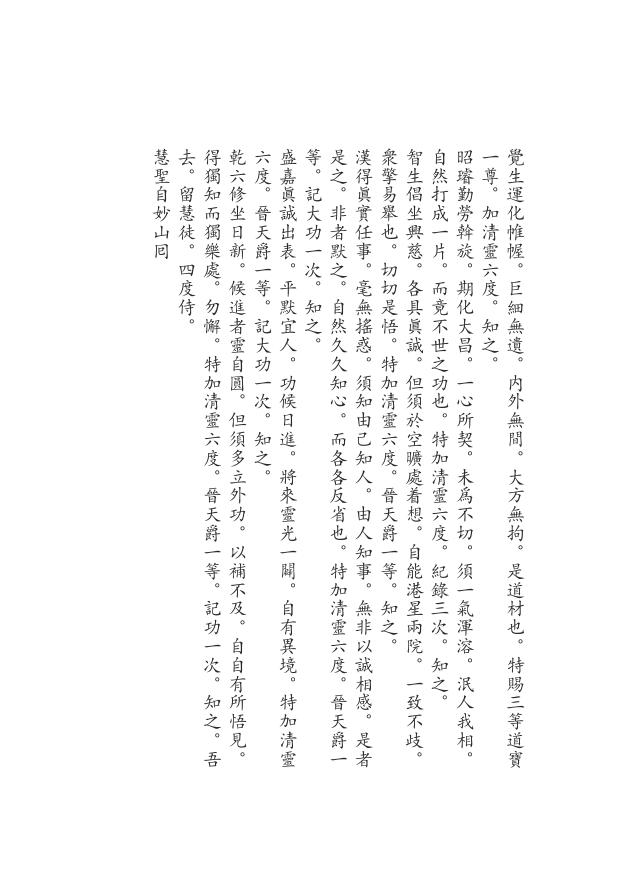 覺生運化帷幄。巨細無遺。內外無間。大方無拘。是道材也。特賜三等道寶
一尊。加清靈六度。知之。
昭璿勤勞斡旋。期化大昌。一心所契。未為不切。須一氣渾溶。泯人我相。
自然打成一片。而竟不世之功也。特加清靈六度。紀錄三次。知之。
智生倡坐興慈。各具眞誠。但須於空曠處着想。自能港星兩院。一致不歧。
衆擎易舉也。切切是悟。特加清靈六度。晉天爵一等。知之。
漢得眞實任事。毫無搖惑。須知由己知人。由人知事。無非以誠相感。是者
是之。非者默之。自然久久知心。而各各反省也。特加清靈六度。晉天爵一
等。記大功一次。知之。
盛嘉眞誠出表。平默宜人。功候日進。將來靈光一闢。自有異境。特加清靈
六度。晉天爵一等。記大功一次。知之。
乾六修坐日新。候進者靈自圓。但須多立外功。以補不及。自自有所悟見。
得獨知而獨樂處。勿懈。特加清靈六度。晉天爵一等。記功一次。知之。吾
去。留慧徒。四度侍。
慧聖自妙山囘